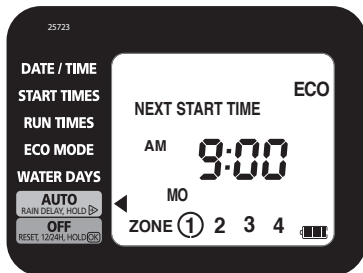 25723
DATE / TIME
START TIMES
RUN TIMES
ECO MODE
WATER DAYS
AUTO
RAIN DELAY, HOLD
OFF
RESET, 12/24H, HOLD OK
ECO
NEXT START TIME
AM 9:00
MO
ZONE 1 2 3 4